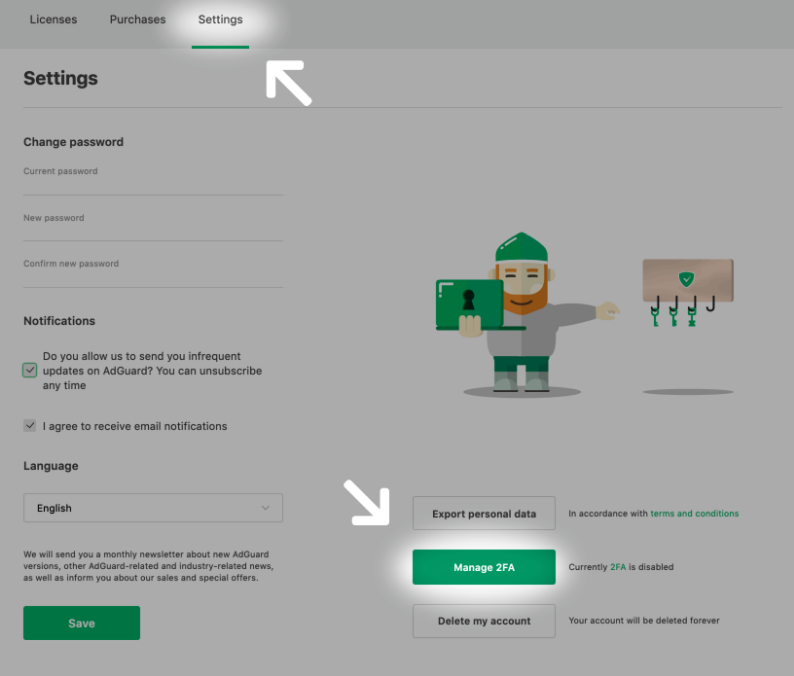 Licenses
Purchases
Settings
Settings
Change password
Current password
New password
Confirm new password
Notifications
Do you allow us to send you infrequent
updates on AdGuard? You can unsubscribe
any time
I agree to receive email notifications
Language
English
We will send you a monthly newsletter about new AdGuard
versions, other AdGuard-related and industry-related news,
as well as inform you about our sales and special offers.
Save
Export personal data
In accordance with terms and conditions
Manage 2FA
Currently 2FA is disabled
Delete my account
Your account will be deleted forever